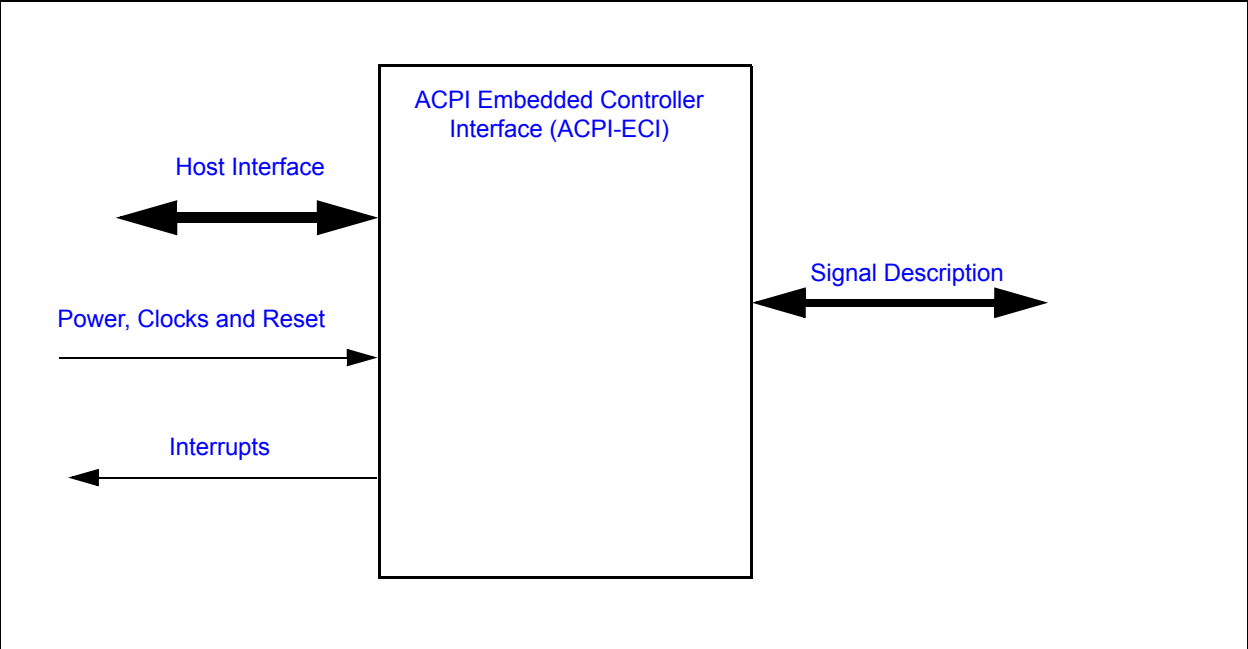 ACPI Embedded Controller
Interface (ACPI-ECI)
Host Interface
Signal Description
Power, Clocks and Reset
Interrupts